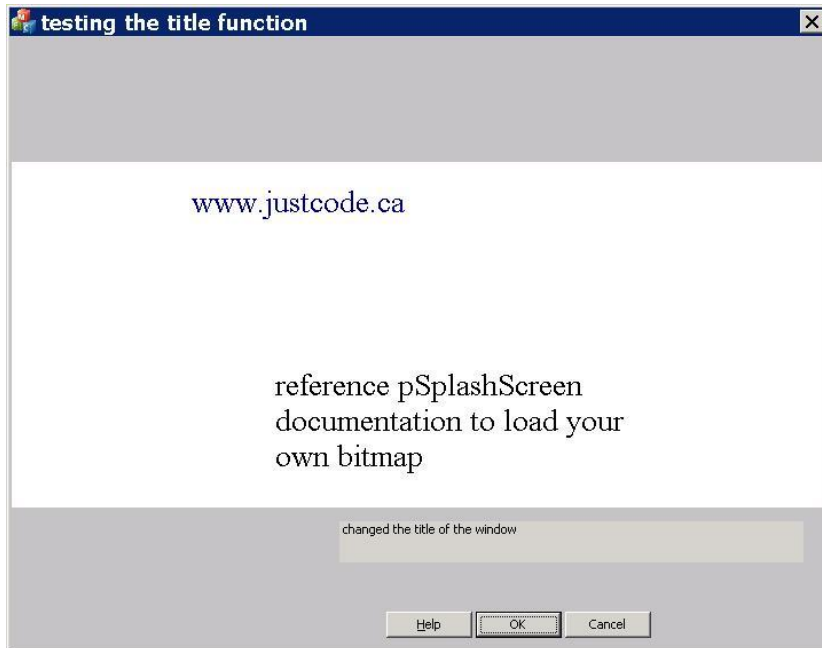 testing the title function
www.justcode.ca
reference pSplashScreen
documentation to load your
own bitmap
changed the title of the window
Help OK Cancel